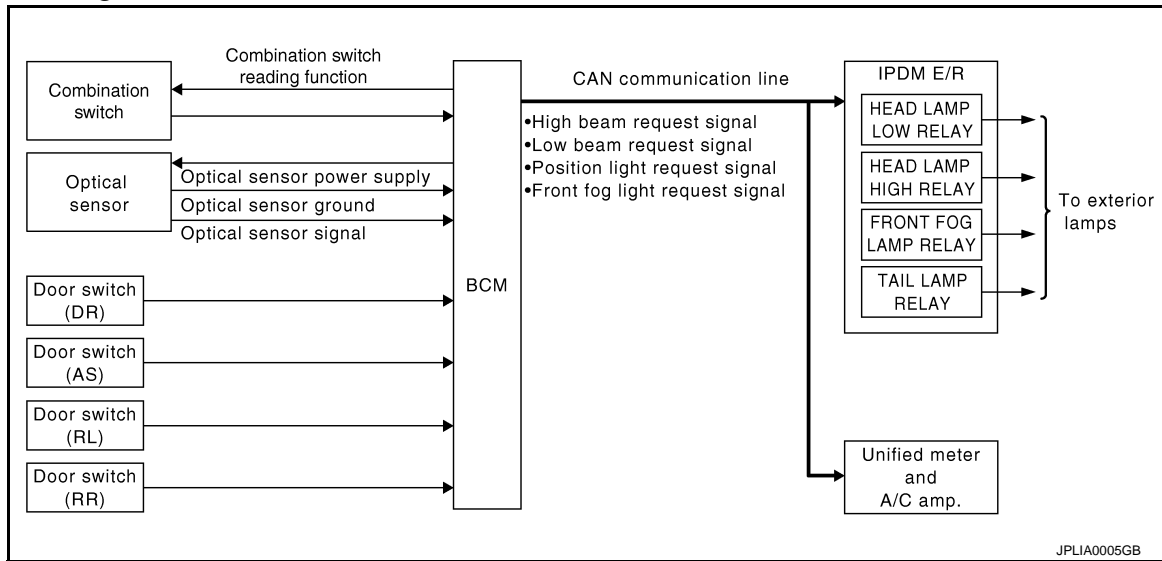 Combination switch
reading function
Combination
switch
Optical
sensor
Optical sensor power supply
Optical sensor ground
Optical sensor signal
Door switch
(DR)
Door switch
(AS)
Door switch
(RL)
Door switch
(RR)
BCM
CAN communication line
•High beam request signal
•Low beam request signal
•Position light request signal
•Front fog light request signal
IPDM E/R
HEAD LAMP
LOW RELAY
HEAD LAMP
HIGH RELAY
FRONT FOG
LAMP RELAY
TAIL LAMP
RELAY
To exterior
lamps
Unified meter
and
A/C amp.
JPLIA0005GB